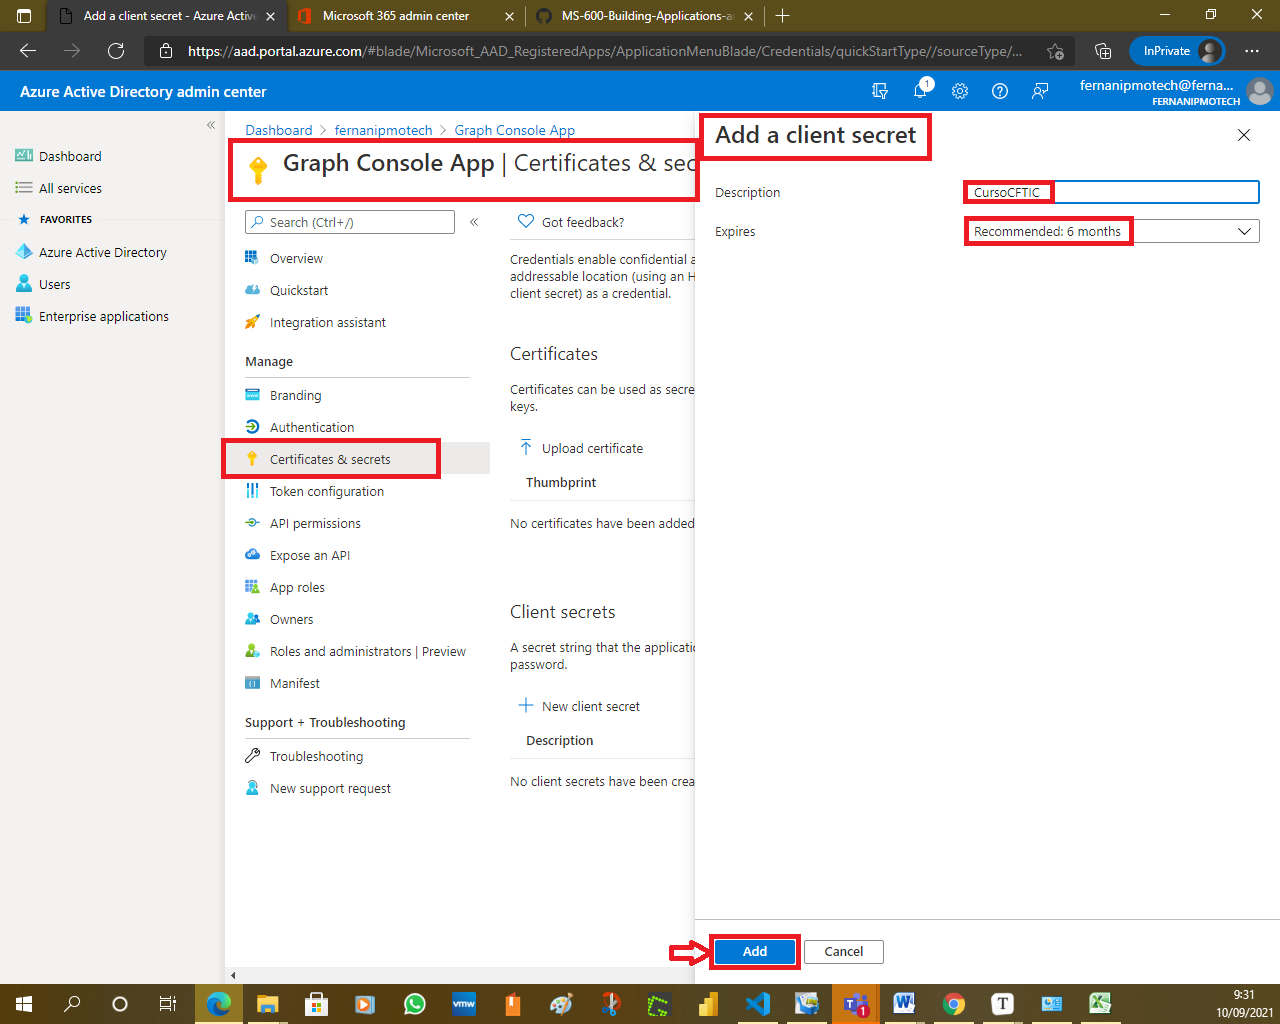 Add a client secret - Azure Active
Microsoft 365 admin center
MS-600-Building-Applications-a
https://aad.portal.azure.com/#blade/Microsoft_AAD_RegisteredApps/ApplicationMenuBlade/Credentials/quickStartType//sourceType/...
InPrivate
Azure Active Directory admin center
1
fernanipmotech@ferna...
FERNANIPMOTECH
Dashboard
All services
FAVORITES
Azure Active Directory
Users
Enterprise applications
Dashboard > fernanipmotech > Graph Console App
Graph Console App | Certificates & sec
Search (Ctrl+/)
Overview
Quickstart
Integration assistant
Manage
Branding
Authentication
Certificates & secrets
Token configuration
API permissions
Expose an API
App roles
Owners
Roles and administrators | Preview
Manifest
Support + Troubleshooting
Troubleshooting
New support request
Got feedback?
Credentials enable confidential a
addressable location (using an H
client secret) as a credential.
Certificates
Certificates can be used as secre
keys.
Upload certificate
Thumbprint
No certificates have been added
Client secrets
A secret string that the applicatio
password.
New client secret
Description
No client secrets have been crea
Add a client secret
Description
CursoCFTIC
Expires
Recommended: 6 months
Add
Cancel
vmw
1
9:31
10/09/2021